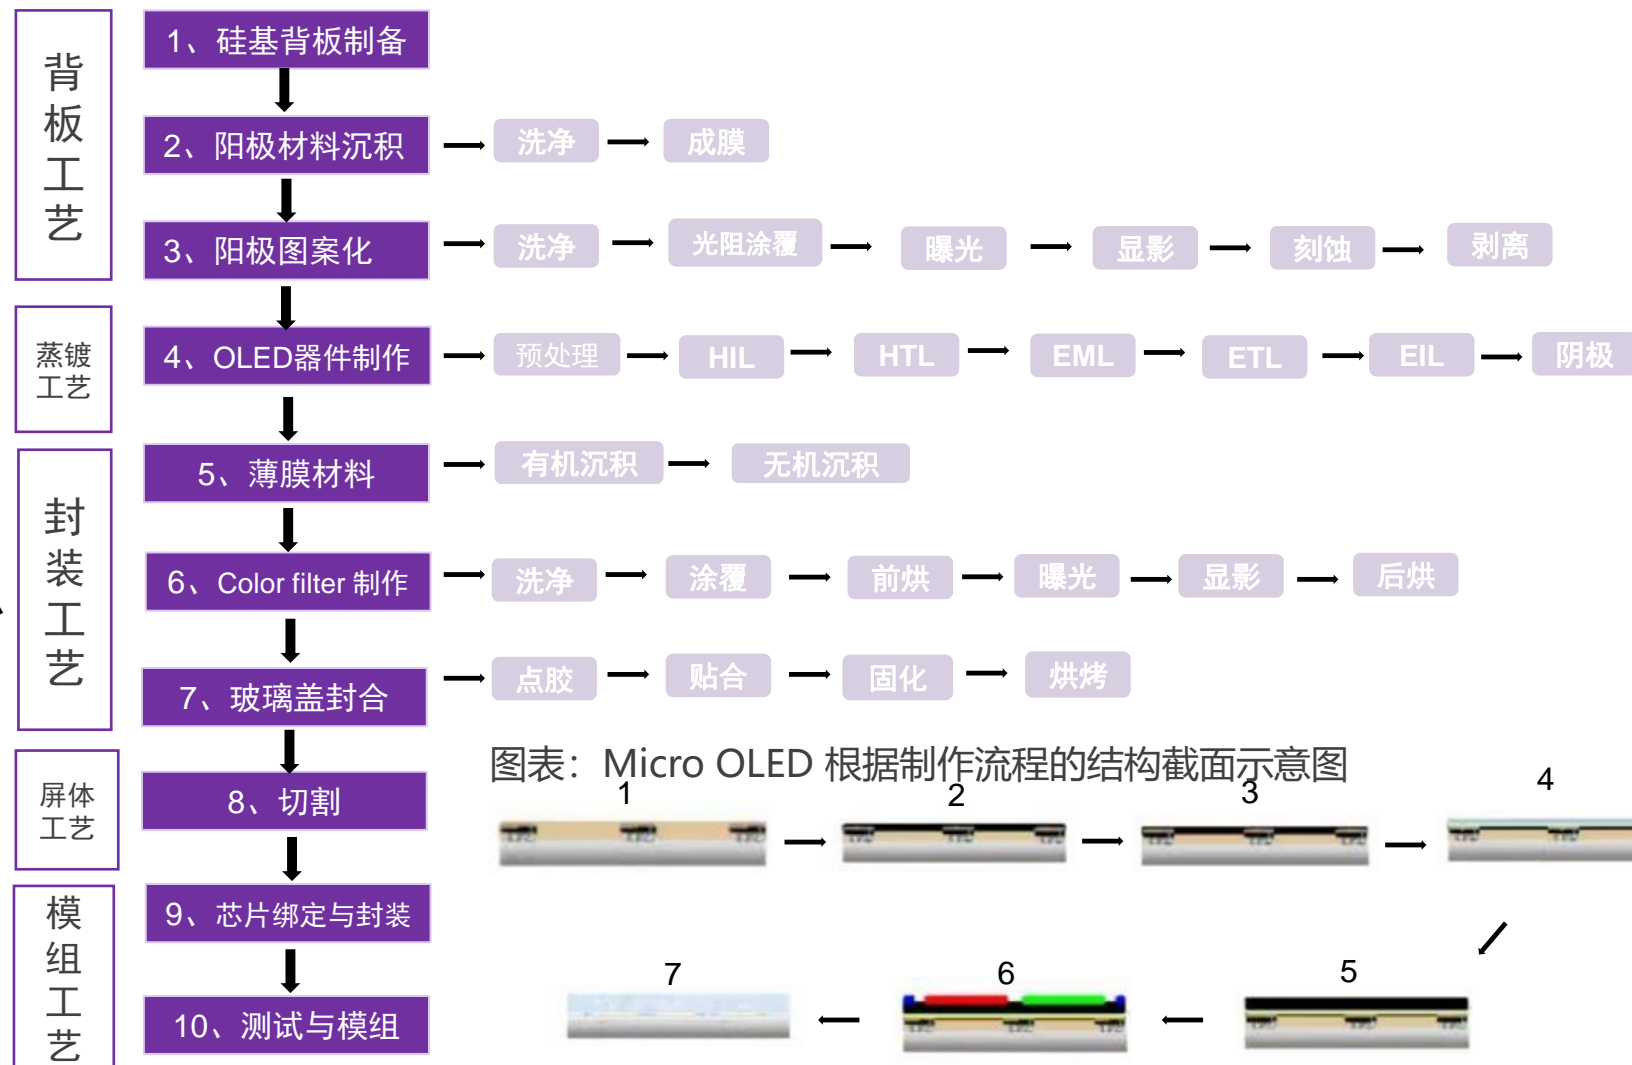 背板工艺
1、硅基背板制备
2、阳极材料沉积
洗净
成膜
3、阳极图案化
洗净
光阻涂覆
曝光
显影
刻蚀
剥离
蒸镀
工艺
4、OLED器件制作
预处理
HIL
HTL
EML
ETL
EIL
阴极
封装工艺
5、薄膜材料
有机沉积
无机沉积
6、Color filter 制作
洗净
涂覆
前烘
曝光
显影
后烘
7、玻璃盖封合
点胶
贴合
固化
烘烤
屏体
工艺
8、切割
模组工艺
9、芯片绑定与封装
10、测试与模组
图表：Micro OLED 根据制作流程的结构截面示意图
1
2
3
4
7
6
5